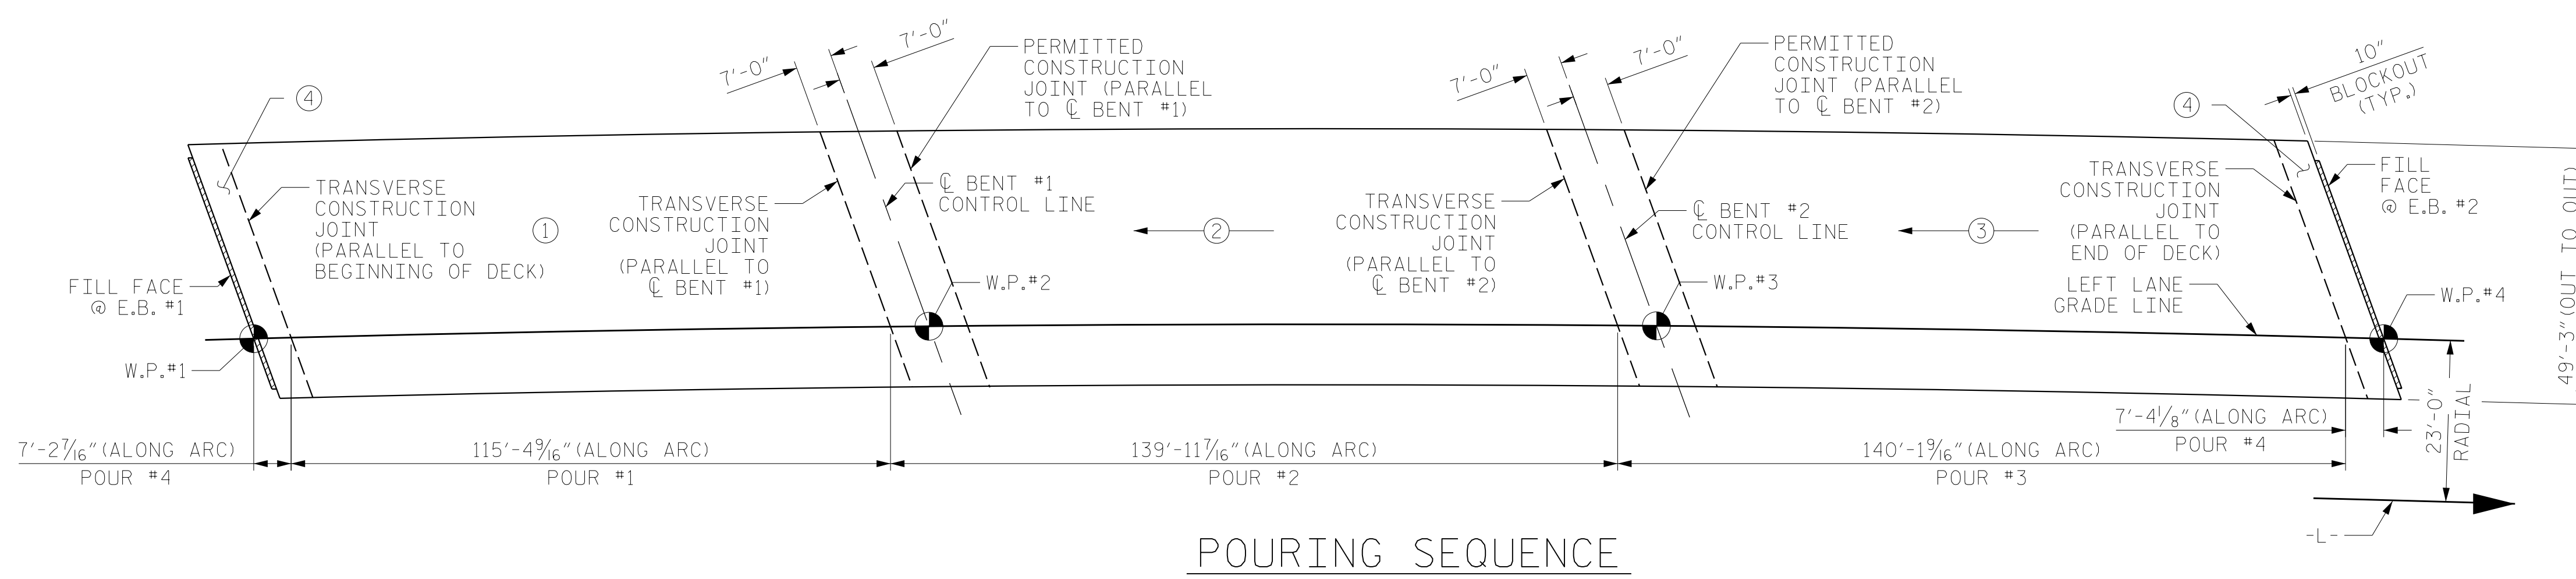 7'-0"
7'-0"
PERMITTED
CONSTRUCTION
JOINT (PARALLEL
TO ℄ BENT #1)
7'-0"
7'-0"
PERMITTED
CONSTRUCTION
JOINT (PARALLEL
TO ℄ BENT #2)
10"
BLOCKOUT
(TYP.)
4
4
TRANSVERSE
CONSTRUCTION
JOINT
(PARALLEL TO
BEGINNING OF DECK)
1
TRANSVERSE
CONSTRUCTION
JOINT
(PARALLEL TO
℄ BENT #1)
℄ BENT #1
CONTROL LINE
2
TRANSVERSE
CONSTRUCTION
JOINT
(PARALLEL TO
℄ BENT #2)
℄ BENT #2
CONTROL LINE
3
TRANSVERSE
CONSTRUCTION
JOINT
(PARALLEL TO
END OF DECK)
FILL
FACE
@ E.B. #2
49'-3"(OUT TO OUT)
FILL FACE
@ E.B. #1
W.P.#2
W.P.#3
LEFT LANE
GRADE LINE
W.P.#4
W.P.#1
7'-2 7/16"(ALONG ARC)
POUR #4
115'-4 9/16"(ALONG ARC)
POUR #1
139'-11 7/16"(ALONG ARC)
POUR #2
140'-1 9/16"(ALONG ARC)
POUR #3
7'-4 1/8"(ALONG ARC)
POUR #4
23'-0"
RADIAL
-L-
POURING SEQUENCE